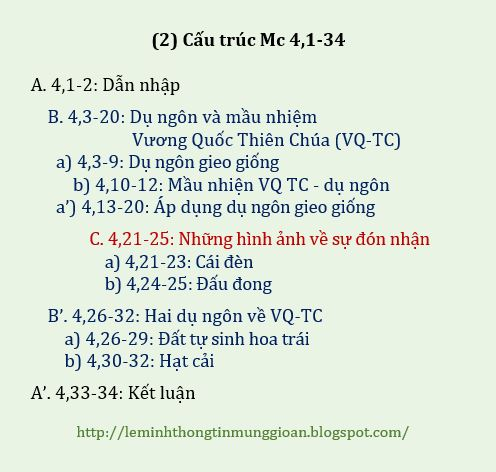 (2) Cấu trúc Mc 4,1-34
A. 4,1-2: Dẫn nhập
B. 4,3-20: Dụ ngôn và mầu nhiệm
Vương Quốc Thiên Chúa (VQ-TC)
a) 4,3-9: Dụ ngôn gieo giống
b) 4,10-12: Mầu nhiện VQ TC - dụ ngôn
a’) 4,13-20: Áp dụng dụ ngôn gieo giống
C. 4,21-25: Những hình ảnh về sự đón nhận
a) 4,21-23: Cái đèn
b) 4,24-25: Đấu đong
B’. 4,26-32: Hai dụ ngôn về VQ-TC
a) 4,26-29: Đất tự sinh hoa trái
b) 4,30-32: Hạt cải
A’. 4,33-34: Kết luận
http://leminhthongtinmunggioan.blogspot.com/